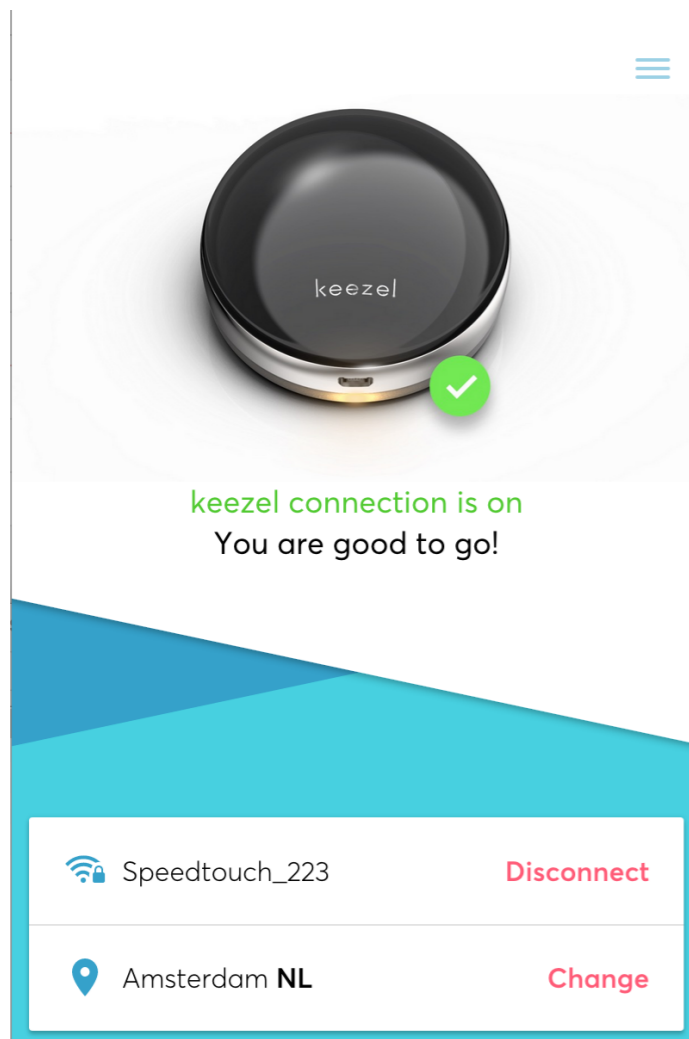 keezel
keezel connection is on
You are good to go!
Speedtouch_223 Disconnect
Amsterdam NL Change